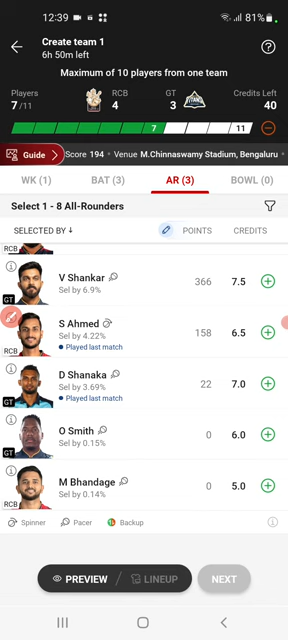 12:39
81%
Create team 1
6h 50m left
Maximum of 10 players from one team
Players
7 /11
RCB
4
GT
3
TITANS
Credits Left
40
7
11
Guide
Score 194 • Venue M.Chinnaswamy Stadium, Bengaluru •
WK (1)
BAT (3)
AR (3)
BOWL (0)
Select 1 - 8 All-Rounders
SELECTED BY ↓
POINTS
CREDITS
RCB
V Shankar
Sel by 6.9%
GT
366
7.5
S Ahmed
Sel by 4.22%
• Played last match
RCB
158
6.5
D Shanaka
Sel by 3.69%
• Played last match
GT
22
7.0
O Smith
Sel by 0.15%
GT
0
6.0
M Bhandage
Sel by 0.14%
RCB
0
5.0
Spinner
Pacer
Backup
PREVIEW / LINEUP
NEXT